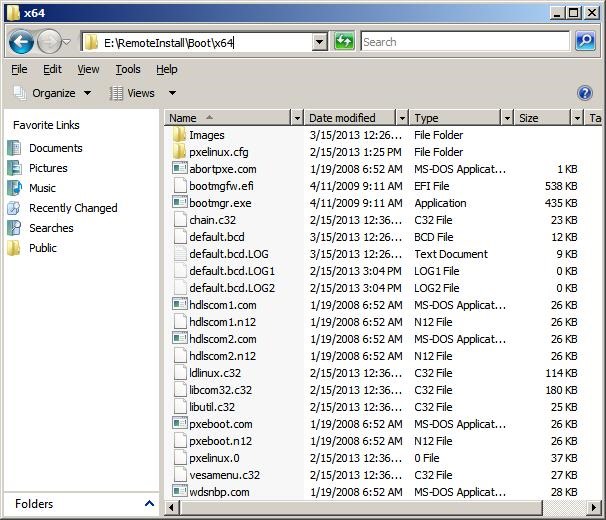 x64
E:\RemoteInstall\Boot\x64
Search
File Edit View Tools Help
Organize Views
Favorite Links
Documents
Pictures
Music
Recently Changed
Searches
Public
Folders
Name Date modified Type Size Ta
Images 3/15/2013 12:26... File Folder
pxelinux.cfg 2/15/2013 1:25 PM File Folder
abortpxe.com 1/19/2008 6:52 AM MS-DOS Applicat... 1 KB
bootmgfw.efi 4/11/2009 9:11 AM EFI File 538 KB
bootmgr.exe 4/11/2009 9:11 AM Application 435 KB
chain.c32 2/15/2013 12:36... C32 File 23 KB
default.bcd 3/15/2013 12:26... BCD File 12 KB
default.bcd.LOG 3/15/2013 12:26... Text Document 9 KB
default.bcd.LOG1 2/15/2013 3:04 PM LOG1 File 0 KB
default.bcd.LOG2 2/15/2013 3:04 PM LOG2 File 0 KB
hdlscom1.com 1/19/2008 6:52 AM MS-DOS Applicat... 26 KB
hdlscom1.n12 1/19/2008 6:52 AM N12 File 26 KB
hdlscom2.com 1/19/2008 6:52 AM MS-DOS Applicat... 26 KB
hdlscom2.n12 1/19/2008 6:52 AM N12 File 26 KB
ldlinux.c32 2/15/2013 12:36... C32 File 114 KB
libcom32.c32 2/15/2013 12:36... C32 File 180 KB
libutil.c32 2/15/2013 12:36... C32 File 25 KB
pxeboot.com 1/19/2008 6:52 AM MS-DOS Applicat... 26 KB
pxeboot.n12 1/19/2008 6:52 AM N12 File 26 KB
pxelinux.0 2/15/2013 12:36... 0 File 37 KB
vesamenu.c32 2/15/2013 12:36... C32 File 27 KB
wdsnbp.com 1/19/2008 6:52 AM MS-DOS Applicat... 28 KB